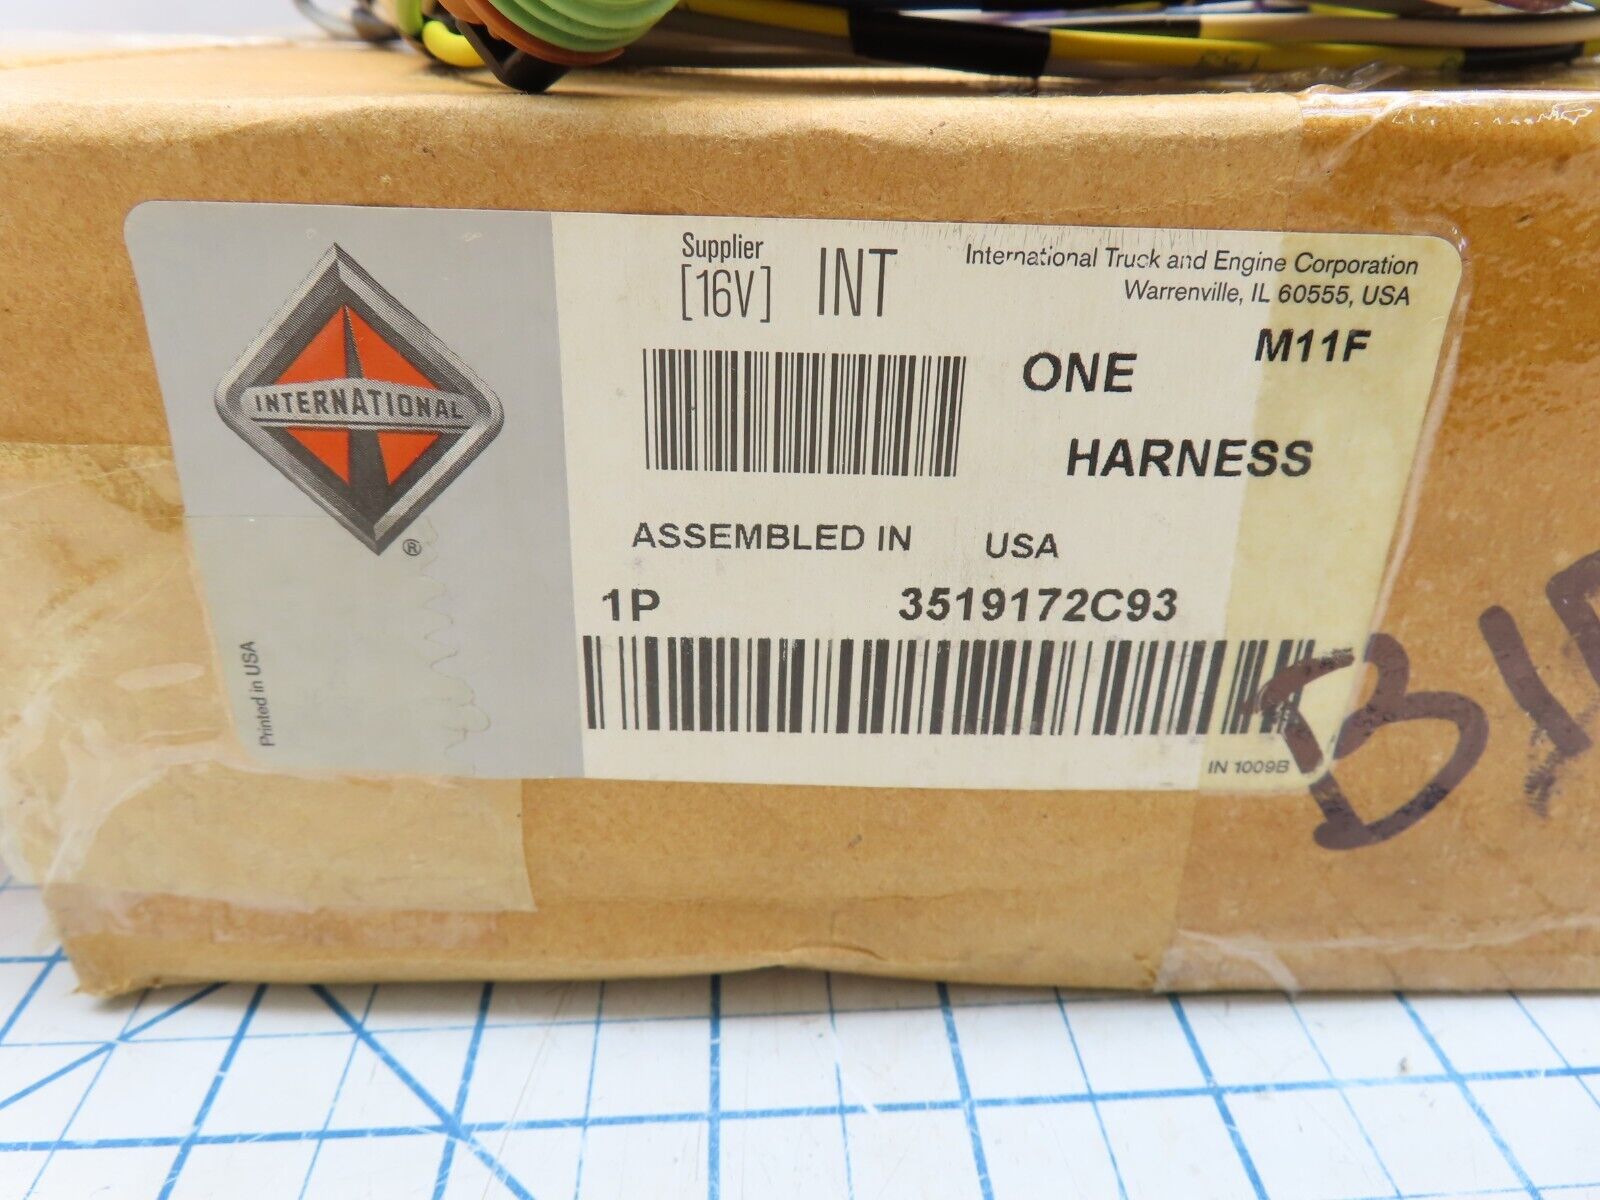 INTERNATIONAL
®
Printed in USA
Supplier
[16V] INT
International Truck and Engine Corporation
Warrenville, IL 60555, USA
M11F
ONE
HARNESS
ASSEMBLED IN USA
1P 3519172C93
IN 1009B